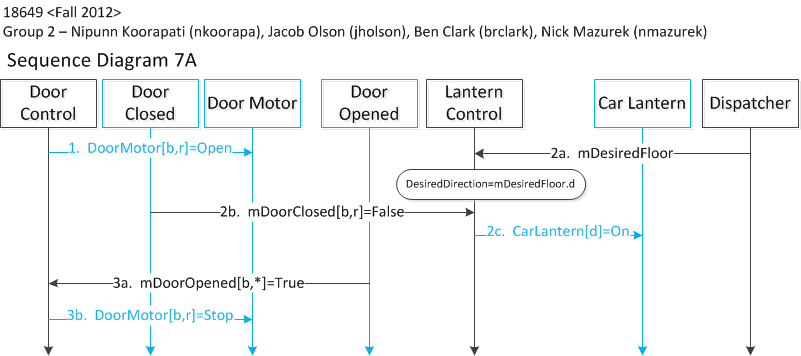 18649 <Fall 2012>
Group 2 – Nipunn Koorapati (nkoorapa), Jacob Olson (jholson), Ben Clark (brclark), Nick Mazurek (nmazurek)
Sequence Diagram 7A
Door Control
Door Closed
Door Motor
Door Opened
Lantern Control
Car Lantern
Dispatcher
1. DoorMotor[b,r]=Open
2a. mDesiredFloor
DesiredDirection=mDesiredFloor.d
2b. mDoorClosed[b,r]=False
2c. CarLantern[d]=On
3a. mDoorOpened[b,*]=True
3b. DoorMotor[b,r]=Stop